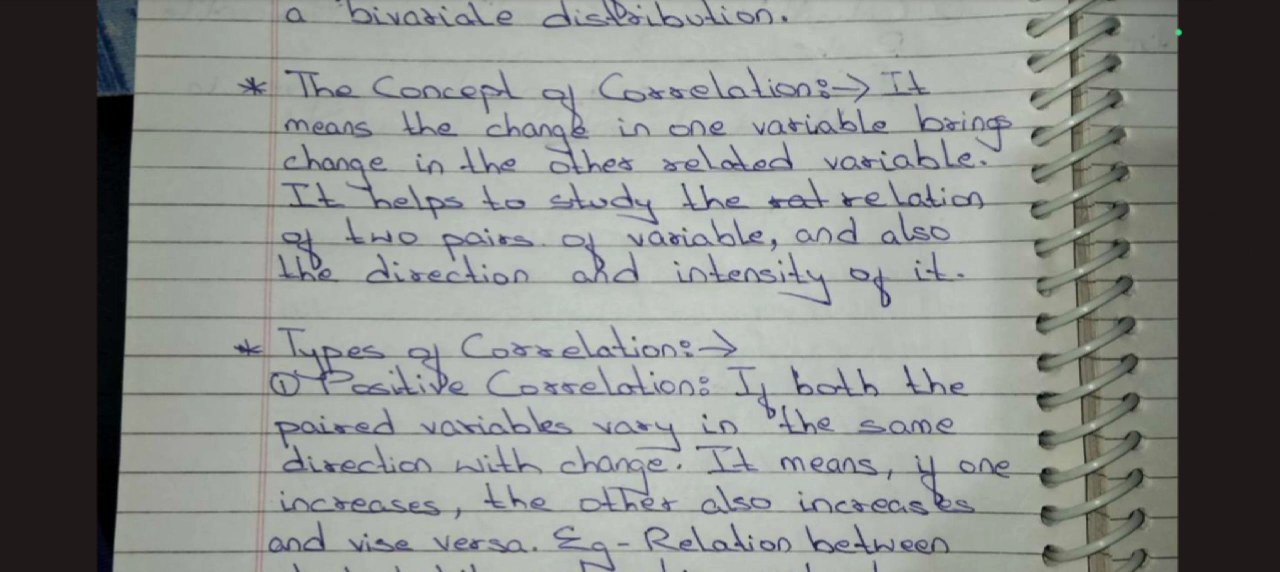 a bivariate distribution.
* The Concept of Correlation:→ It
means the change in one variable brings
change in the other related variable.
It helps to study the rat relation
of two pairs of variable, and also
the direction and intensity of it.
* Types of Correlation:→
① Positive Correlation: If both the
paired variables vary in the same
direction with change. It means, if one
increases, the other also increases
and vise versa. Eg - Relation between